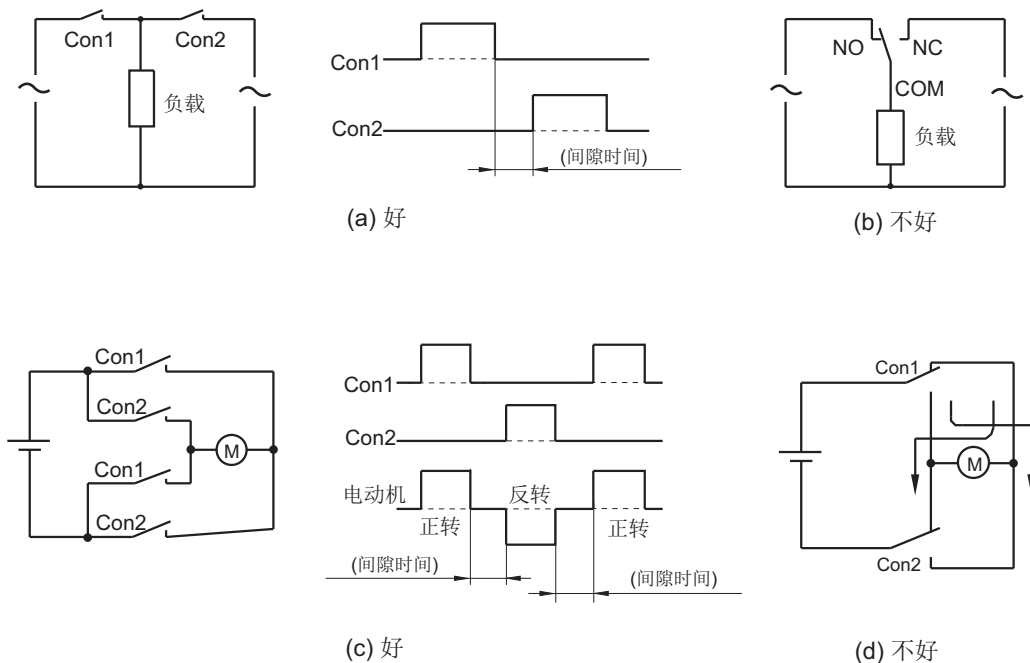 Con1 Con2
负载
Con1
Con2
(间隙时间)
(a) 好
NO NC
COM
负载
(b) 不好
Con1
Con2
M
Con1
Con2
Con1
Con2
电动机 反转
正转 正转
(间隙时间)
(间隙时间)
(c) 好
Con1
M
Con2
(d) 不好